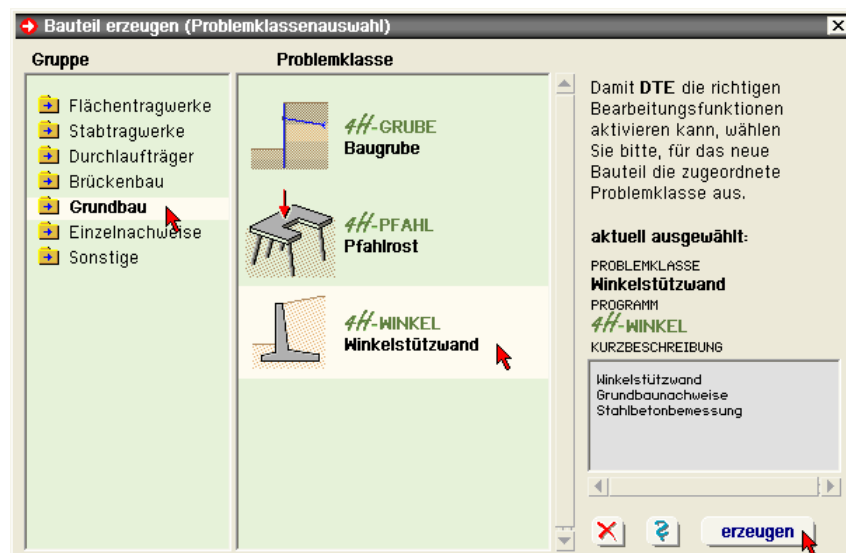 Bauteil erzeugen (Problemklassenauswahl)
Gruppe
Flächentragwerke
Stabtragwerke
Durchlaufträger
Brückenbau
Grundbau
Einzelnachweise
Sonstige
Problemklasse
4H-GRUBE
Baugrube
4H-PFAHL
Pfahlrost
4H-WINKEL
Winkelstützwand
Damit DTE die richtigen
Bearbeitungsfunktionen
aktivieren kann, wählen
Sie bitte, für das neue
Bauteil die zugeordnete
Problemklasse aus.
aktuell ausgewählt:
PROBLEMKLASSE
Winkelstützwand
PROGRAMM
4H-WINKEL
KURZBESCHREIBUNG
Winkelstützwand
Grundbaunachweise
Stahlbetonbemessung
erzeugen